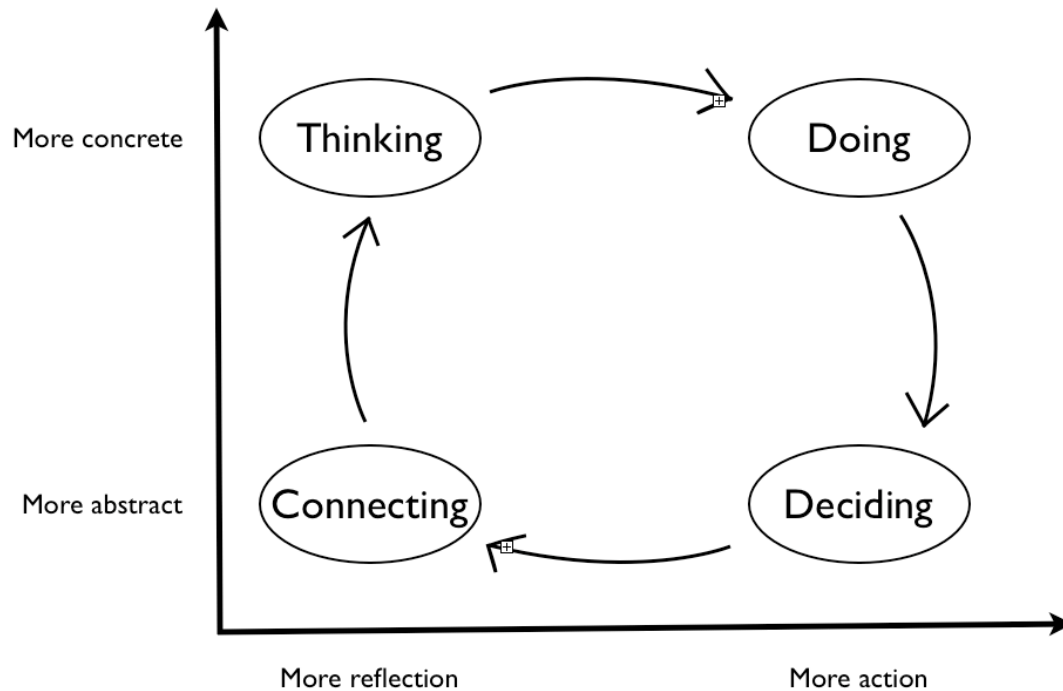 More concrete
Thinking
Doing
More abstract
Connecting
Deciding
More reflection
More action